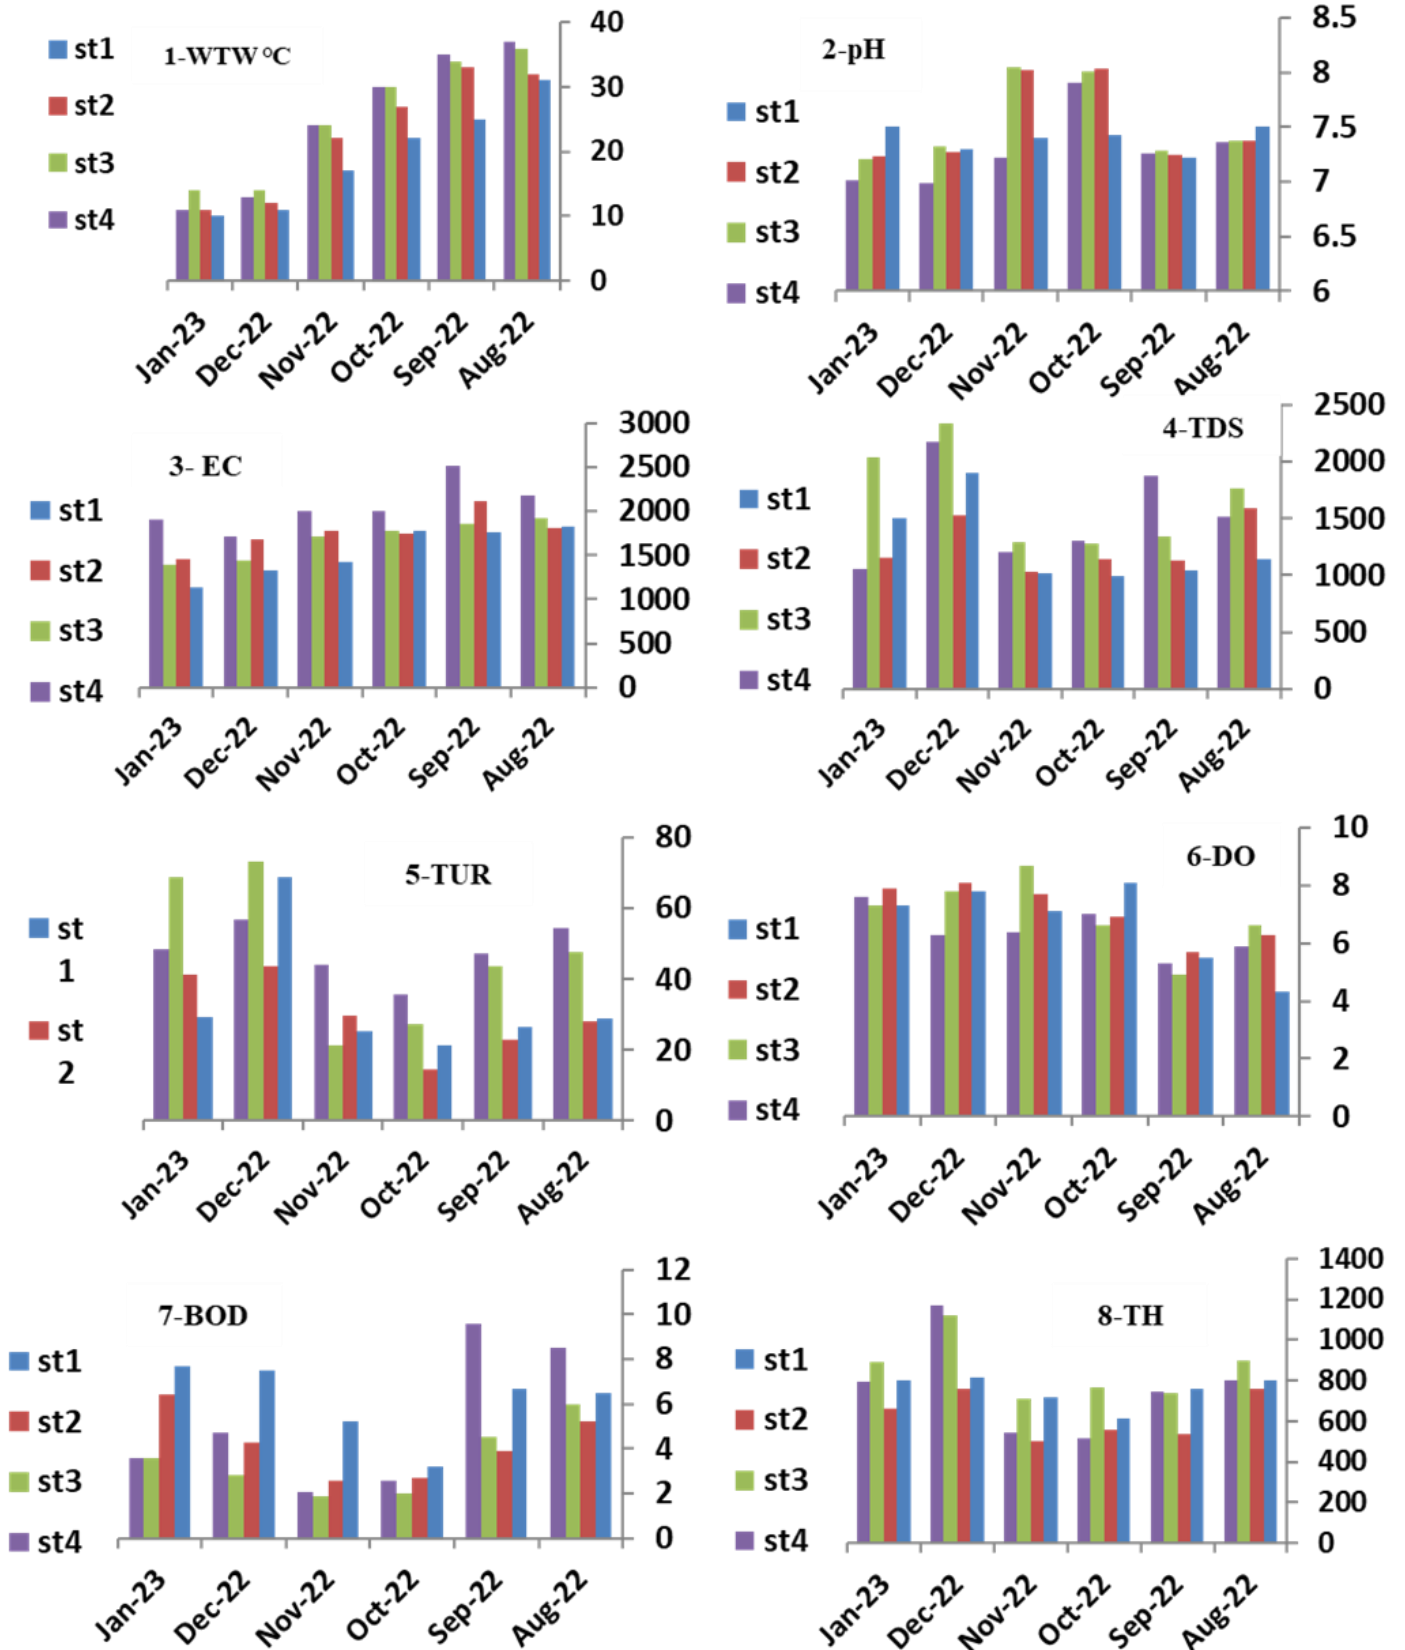 1-WTW°C
st1
st2
st3
st4
40
30
20
10
0
Jan-23
Dec-22
Nov-22
Oct-22
Sep-22
Aug-22
2-pH
st1
st2
st3
st4
8.5
8
7.5
7
6.5
6
Jan-23
Dec-22
Nov-22
Oct-22
Sep-22
Aug-22
3- EC
st1
st2
st3
st4
3000
2500
2000
1500
1000
500
0
Jan-23
Dec-22
Nov-22
Oct-22
Sep-22
Aug-22
4-TDS
st1
st2
st3
st4
2500
2000
1500
1000
500
0
Jan-23
Dec-22
Nov-22
Oct-22
Sep-22
Aug-22
5-TUR
st
1
st
2
80
60
40
20
0
Jan-23
Dec-22
Nov-22
Oct-22
Sep-22
Aug-22
6-DO
st1
st2
st3
st4
10
8
6
4
2
0
Jan-23
Dec-22
Nov-22
Oct-22
Sep-22
Aug-22
7-BOD
st1
st2
st3
st4
12
10
8
6
4
2
0
Jan-23
Dec-22
Nov-22
Oct-22
Sep-22
Aug-22
8-TH
st1
st2
st3
st4
1400
1200
1000
800
600
400
200
0
Jan-23
Dec-22
Nov-22
Oct-22
Sep-22
Aug-22